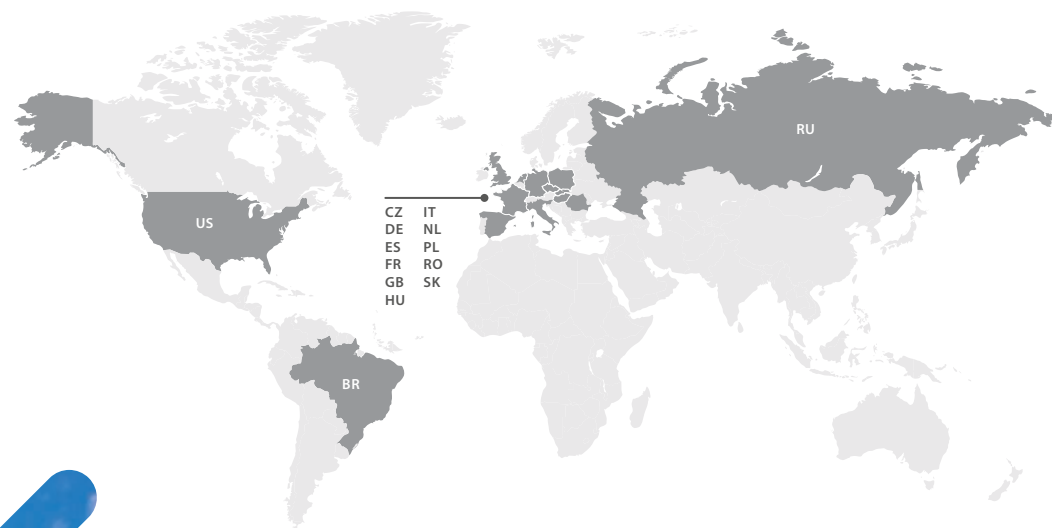 RU
US
CZ IT
DE NL
ES PL
FR RO
GB SK
HU
BR